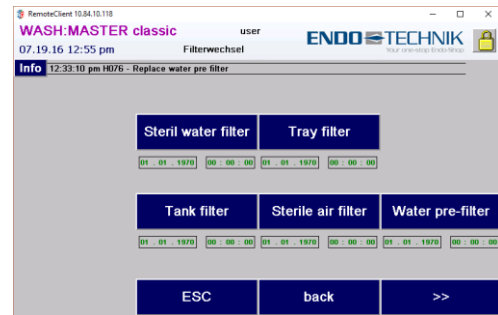 RemoteClient 10.84.10.118
WASH:MASTER classic user
ENDO TECHNIK
Your one-stop Endo-Shop
07.19.16 12:55 pm Filterwechsel
Info 12:33:10 pm H076 - Replace water pre filter
Steril water filter Tray filter
01 . 01 . 1970 00 : 00 : 00 01 . 01 . 1970 00 : 00 : 00
Tank filter Sterile air filter Water pre-filter
01 . 01 . 1970 00 : 00 : 00 01 . 01 . 1970 00 : 00 : 00 01 . 01 . 1970 00 : 00 : 00
ESC back >>